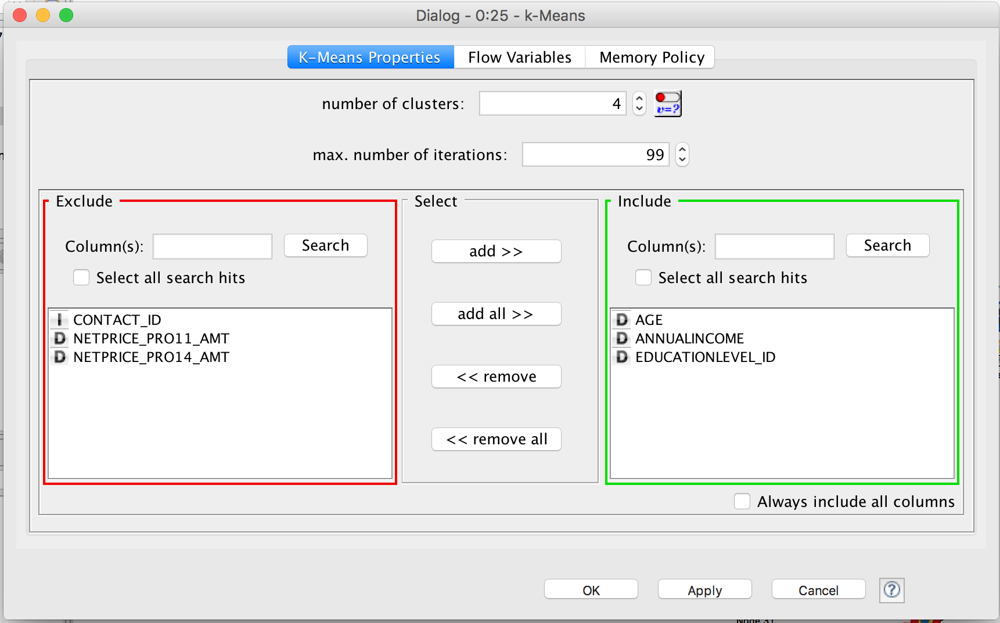 Dialog - 0:25 - k-Means
K-Means Properties Flow Variables Memory Policy
number of clusters: 4
v=?
max. number of iterations: 99
Exclude
Column(s): Search
Select all search hits
I CONTACT_ID
D NETPRICE_PRO11_AMT
D NETPRICE_PRO14_AMT
Select
add >>
add all >>
<< remove
<< remove all
Include
Column(s): Search
Select all search hits
D AGE
D ANNUALINCOME
D EDUCATIONLEVEL_ID
Always include all columns
OK Apply Cancel ?
Node 31